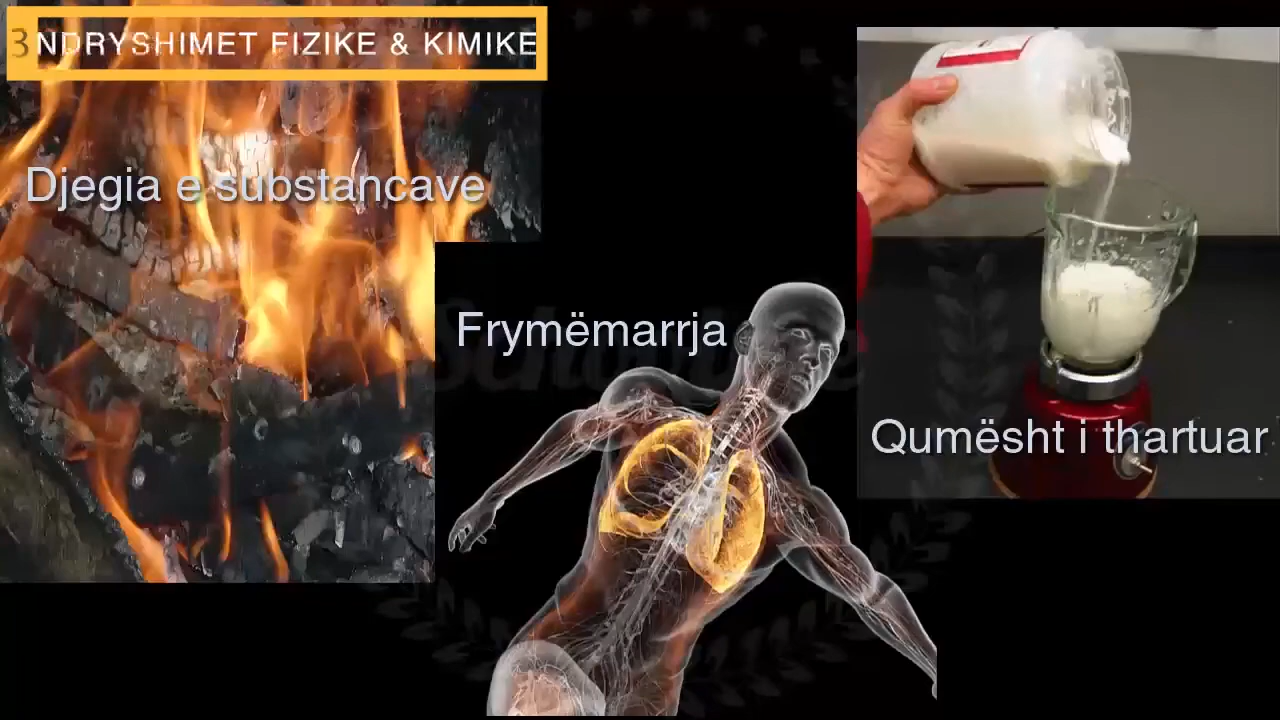 3 NDRYSHIMET FIZIKE & KIMIKE
Djegia e substancave
Frymëmarrja
Qumësht i thartuar